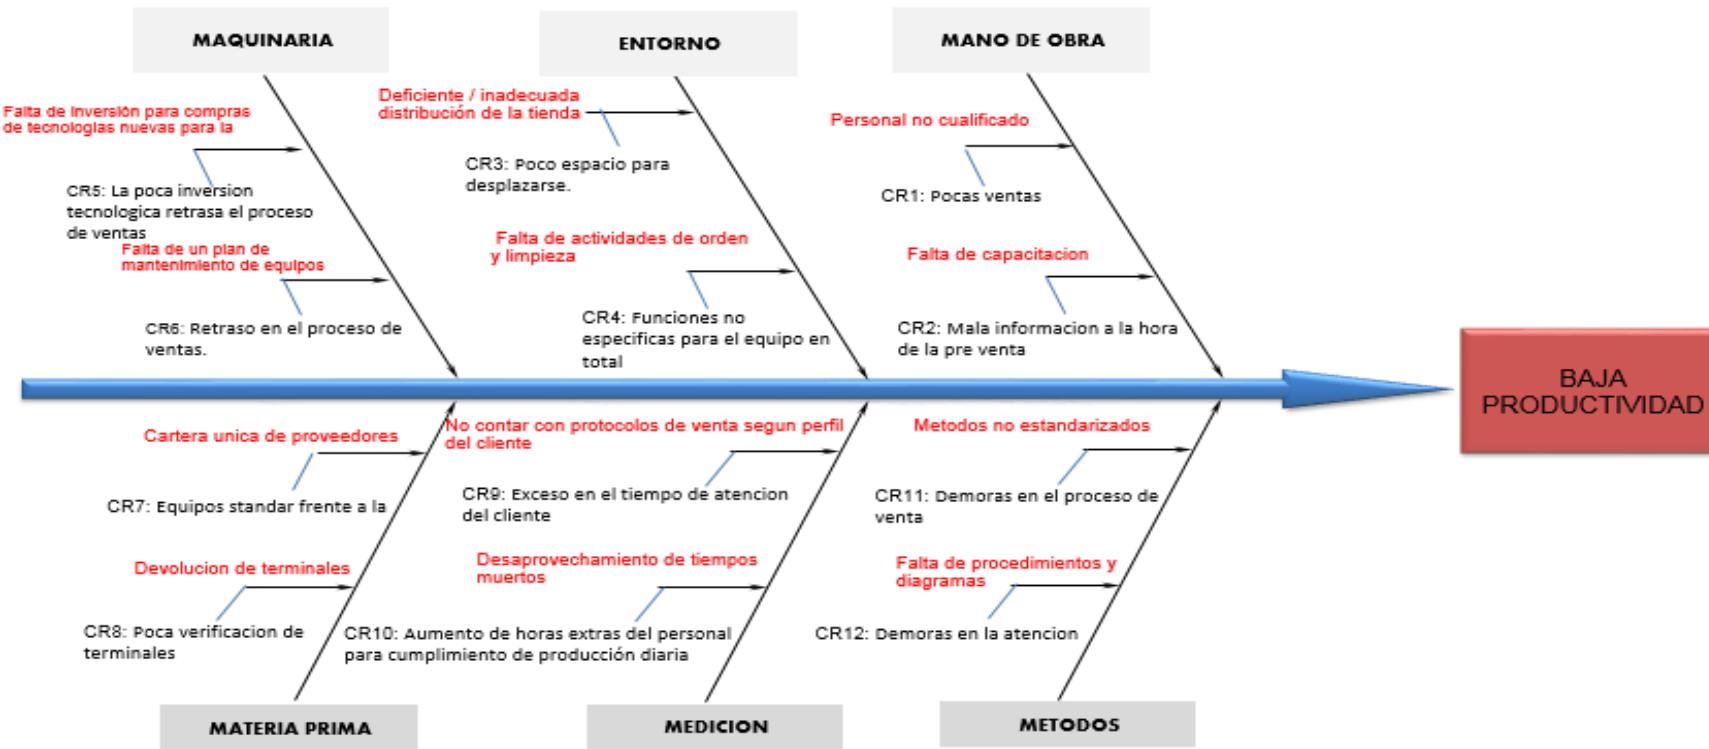 MAQUINARIA
Falta de inversión para compras
de tecnologias nuevas para la
CR5: La poca inversion
tecnologica retrasa el proceso
de ventas
Falta de un plan de
mantenimiento de equipos
CR6: Retraso en el proceso de
ventas.
ENTORNO
Deficiente / inadecuada
distribución de la tienda
CR3: Poco espacio para
desplazarse.
Falta de actividades de orden
y limpieza
CR4: Funciones no
especificas para el equipo en
total
MANO DE OBRA
Personal no cualificado
CR1: Pocas ventas
Falta de capacitacion
CR2: Mala informacion a la hora
de la pre venta
BAJA
PRODUCTIVIDAD
Cartera unica de proveedores
CR7: Equipos standar frente a la
Devolucion de terminales
CR8: Poca verificacion de
terminales
MATERIA PRIMA
No contar con protocolos de venta segun perfil
del cliente
CR9: Exceso en el tiempo de atencion
del cliente
Desaprovechamiento de tiempos
muertos
CR10: Aumento de horas extras del personal
para cumplimiento de producción diaria
MEDICION
Metodos no estandarizados
CR11: Demoras en el proceso de
venta
Falta de procedimientos y
diagramas
CR12: Demoras en la atencion
METODOS